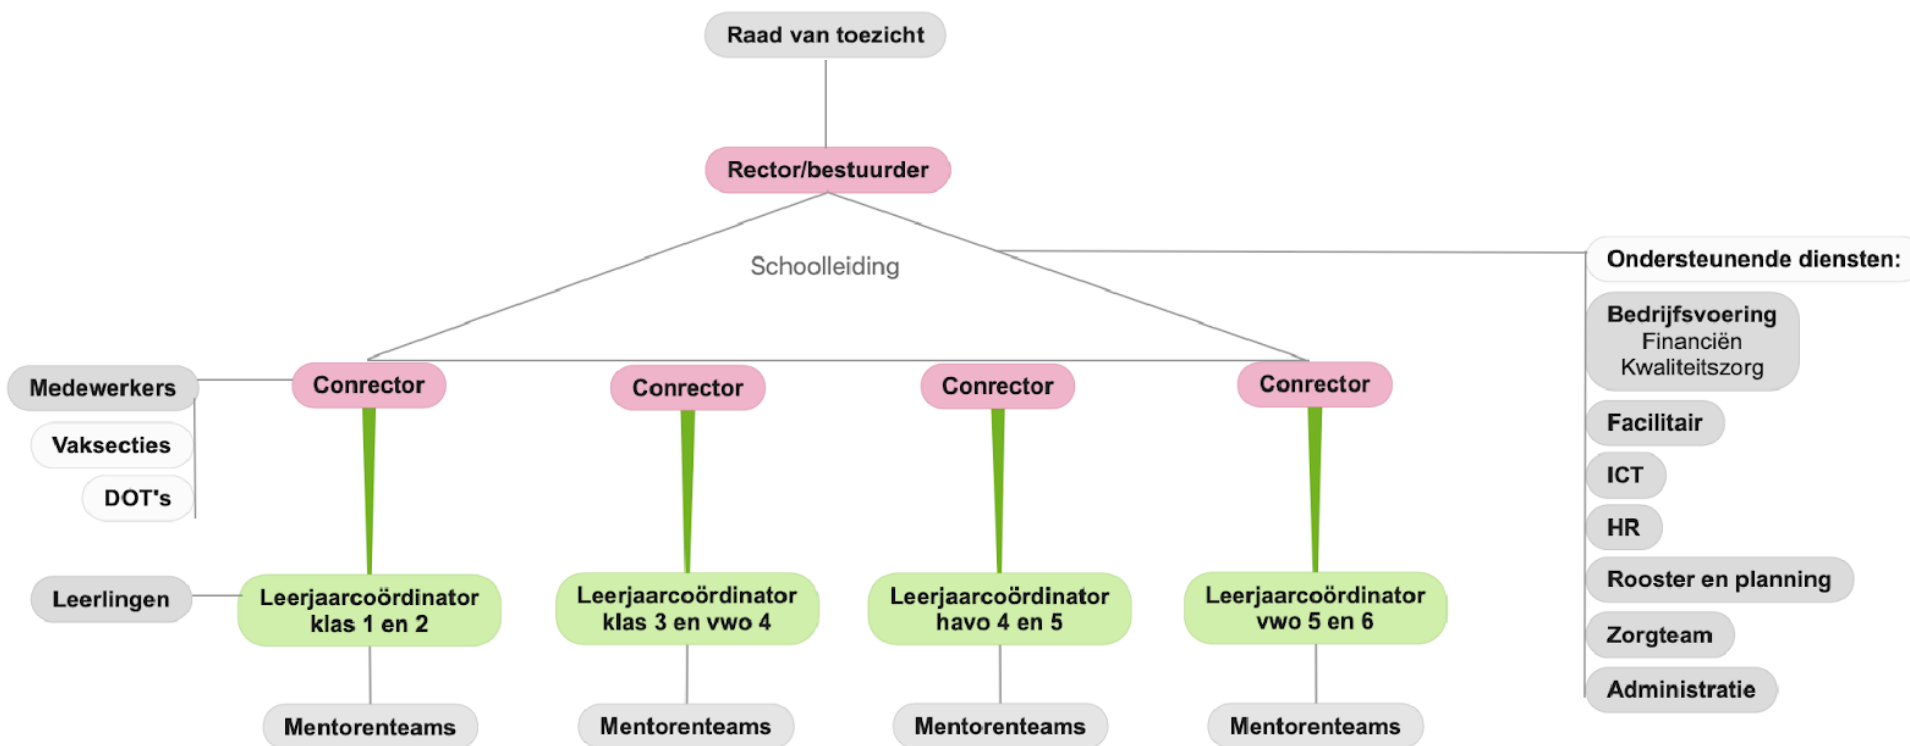 Raad van toezicht
Rector/bestuurder
Schoolleiding
Ondersteunende diensten:
Bedrijfsvoering
Financiën
Kwaliteitszorg
Facilitair
ICT
HR
Rooster en planning
Zorgteam
Administratie
Medewerkers
Vaksecties
DOT's
Conrector
Conrector
Conrector
Conrector
Leerlingen
Leerjaarcoördinator
klas 1 en 2
Leerjaarcoördinator
klas 3 en vwo 4
Leerjaarcoördinator
havo 4 en 5
Leerjaarcoördinator
vwo 5 en 6
Mentorenteams
Mentorenteams
Mentorenteams
Mentorenteams